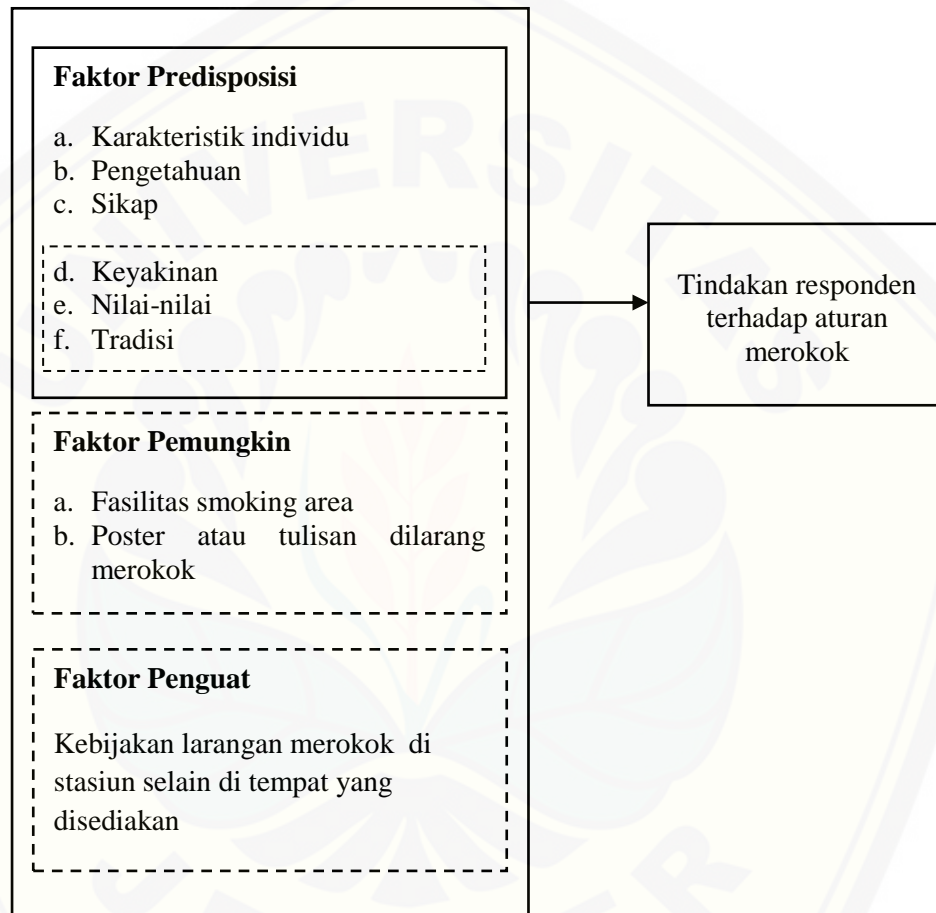 Faktor Predisposisi
a. Karakteristik individu
b. Pengetahuan
c. Sikap
d. Keyakinan
e. Nilai-nilai
f. Tradisi
Faktor Pemungkin
a. Fasilitas smoking area
b. Poster atau tulisan dilarang
merokok
Faktor Penguat
Kebijakan larangan merokok di
stasiun selain di tempat yang
disediakan
Tindakan responden
terhadap aturan
merokok
UNIVERSITAS